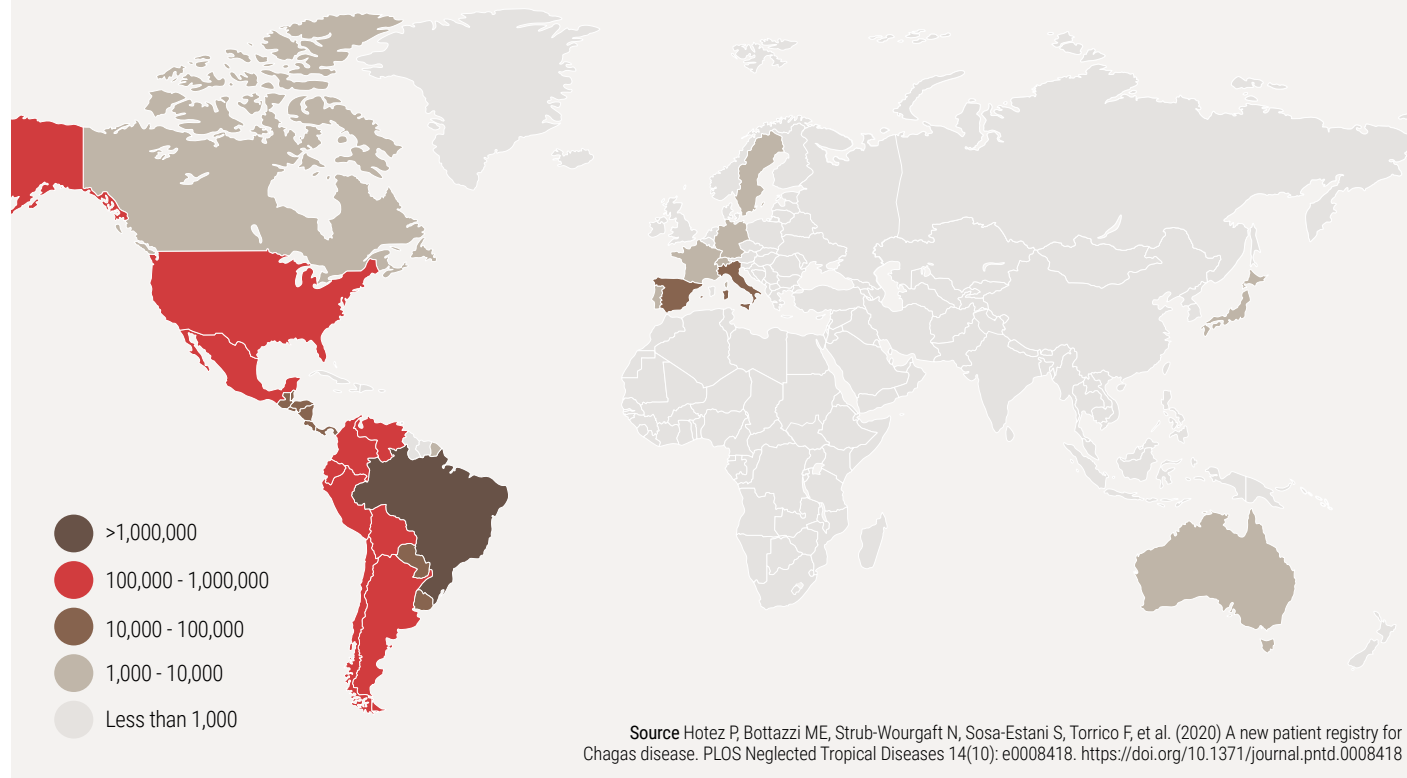 >1,000,000
100,000 - 1,000,000
10,000 - 100,000
1,000 - 10,000
Less than 1,000
Source Hotez P, Bottazzi ME, Strub-Wourgaft N, Sosa-Estani S, Torrico F, et al. (2020) A new patient registry for
Chagas disease. PLOS Neglected Tropical Diseases 14(10): e0008418. https://doi.org/10.1371/journal.pntd.0008418